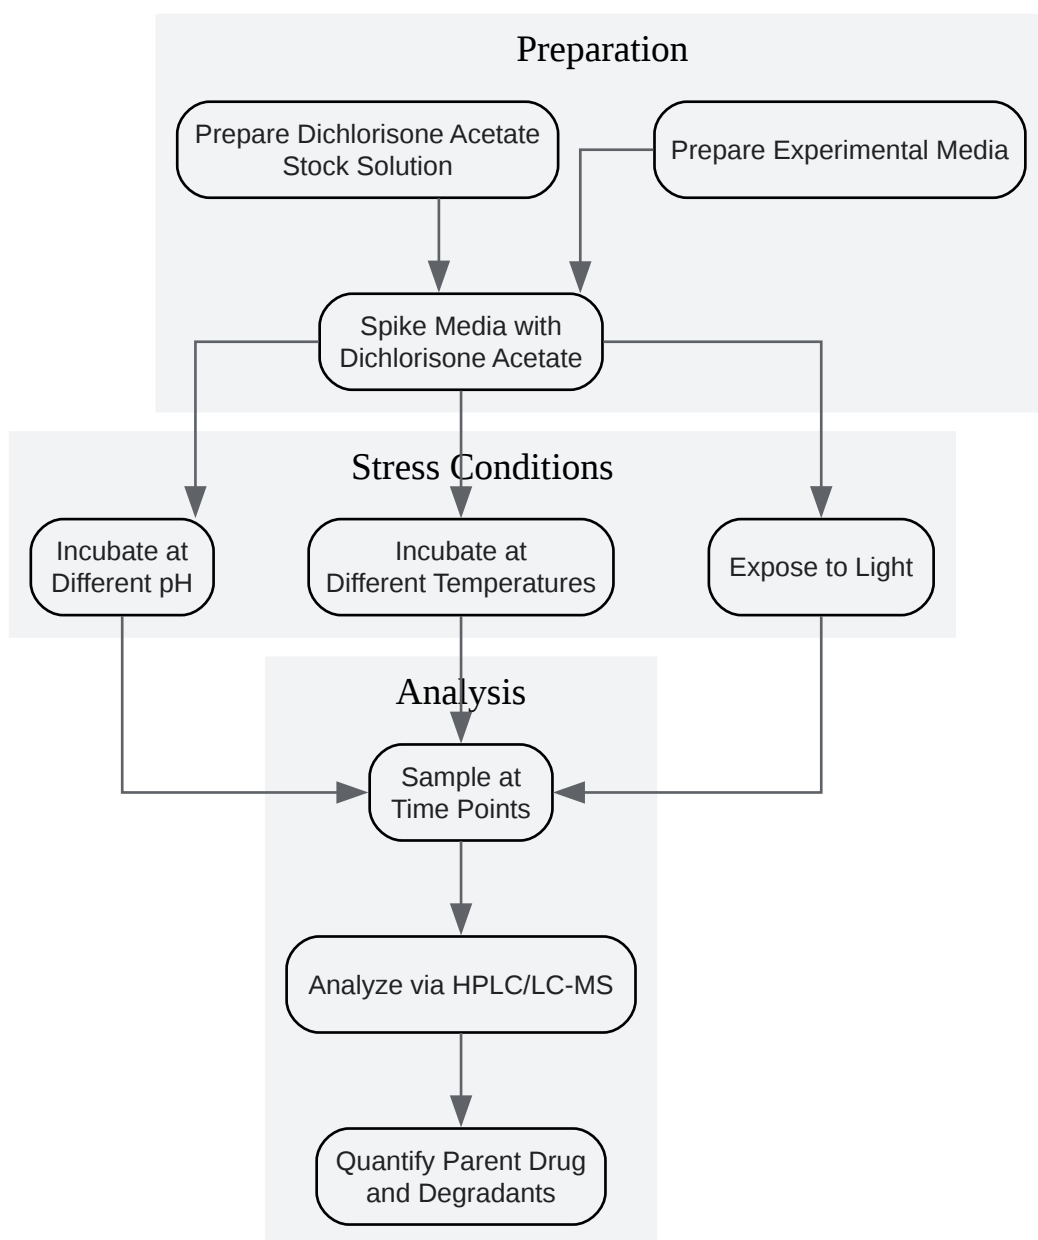 Preparation
Prepare Dichlorisone Acetate
Stock Solution
Prepare Experimental Media
Spike Media with
Dichlorisone Acetate
Stress Conditions
Incubate at
Different pH
Incubate at
Different Temperatures
Expose to Light
Analysis
Sample at
Time Points
Analyze via HPLC/LC-MS
Quantify Parent Drug
and Degradants